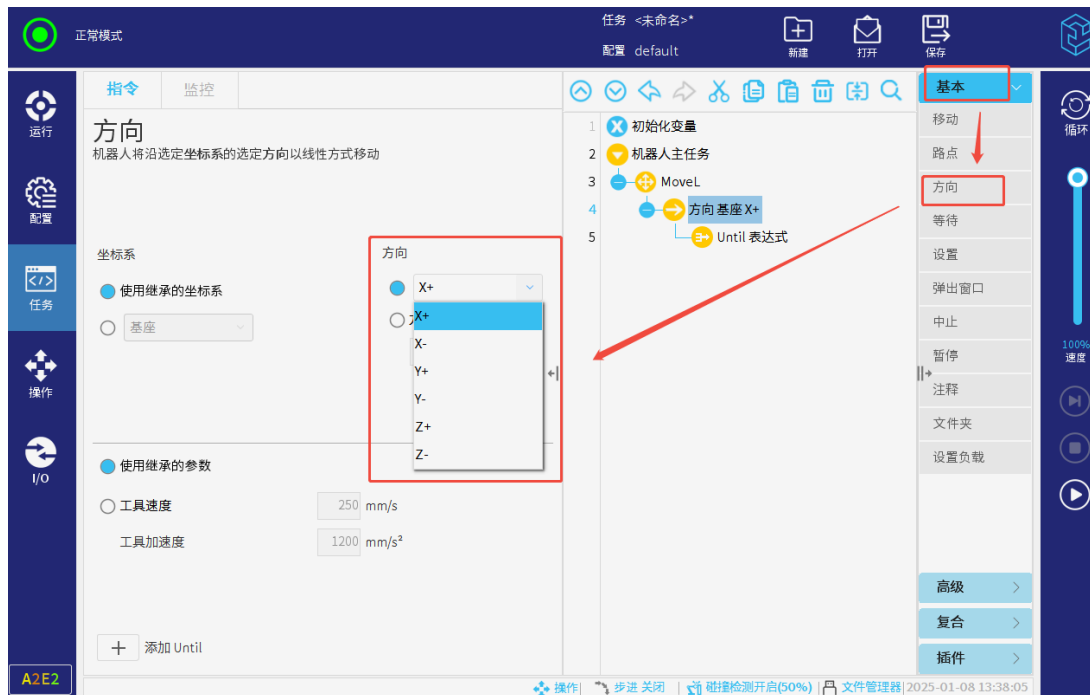 正常模式
任务 <未命名>*
配置 default
新建
打开
保存
运行
配置
任务
操作
I/O
A2E2
指令
监控
方向
机器人将沿选定坐标系的选定方向以线性方式移动
坐标系
使用继承的坐标系
基座
方向
X+
X+
X-
Y+
Y-
Z+
Z-
使用继承的参数
工具速度 250 mm/s
工具加速度 1200 mm/s²
添加 Until
1 初始化变量
2 机器人主任务
3 MoveL
4 方向 基座 X+
5 Until 表达式
基本
移动
路点
方向
等待
设置
弹出窗口
中止
暂停
注释
文件夹
设置负载
高级
复合
插件
循环
100%
速度
操作
步进 关闭
碰撞检测开启(50%)
文件管理器
2025-01-08 13:38:05